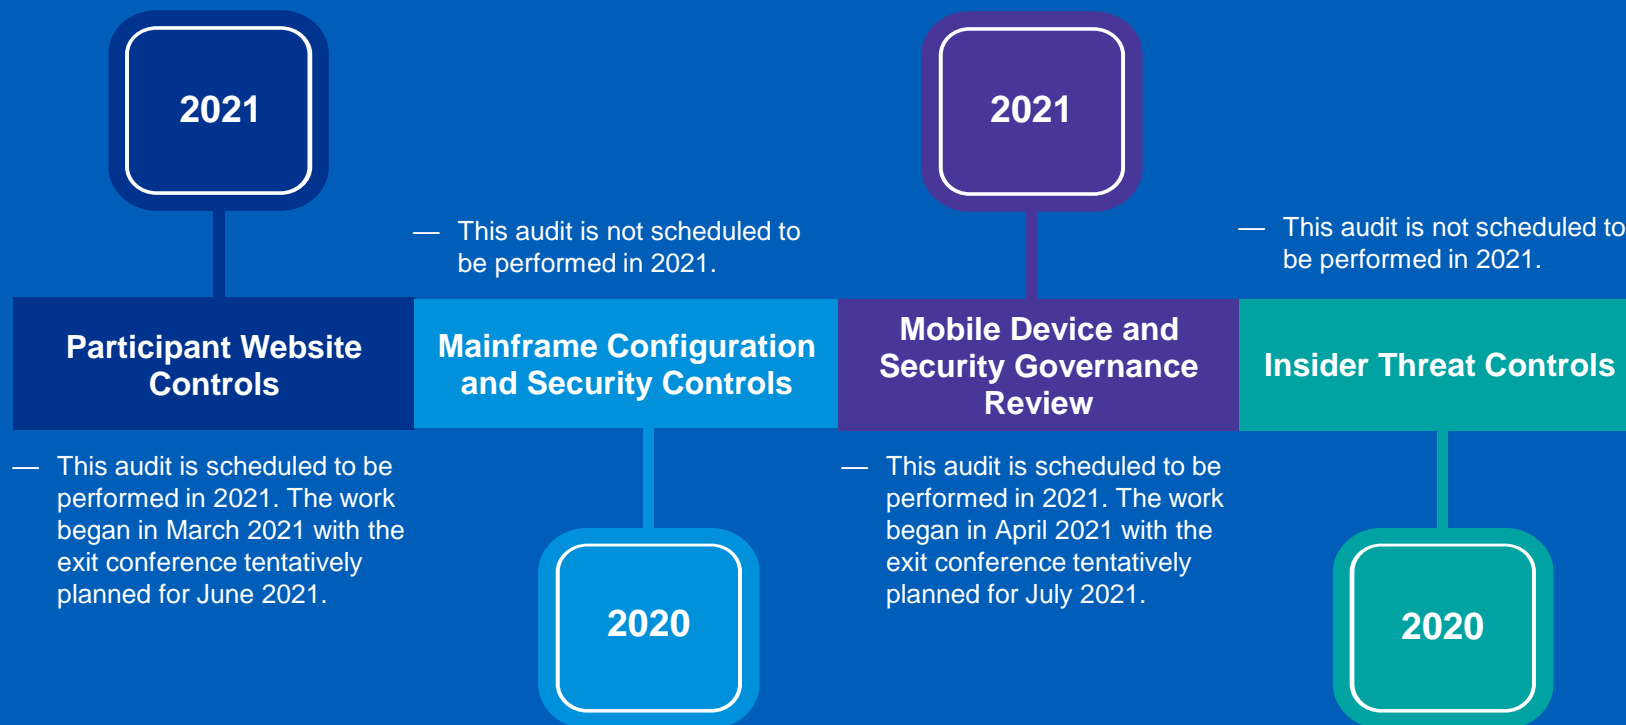 2021
2021
— This audit is not scheduled to
be performed in 2021.
— This audit is not scheduled to
be performed in 2021.
Participant Website
Controls
Mainframe Configuration
and Security Controls
Mobile Device and
Security Governance
Review
Insider Threat Controls
— This audit is scheduled to be
performed in 2021. The work
began in March 2021 with the
exit conference tentatively
planned for June 2021.
— This audit is scheduled to be
performed in 2021. The work
began in April 2021 with the
exit conference tentatively
planned for July 2021.
2020
2020